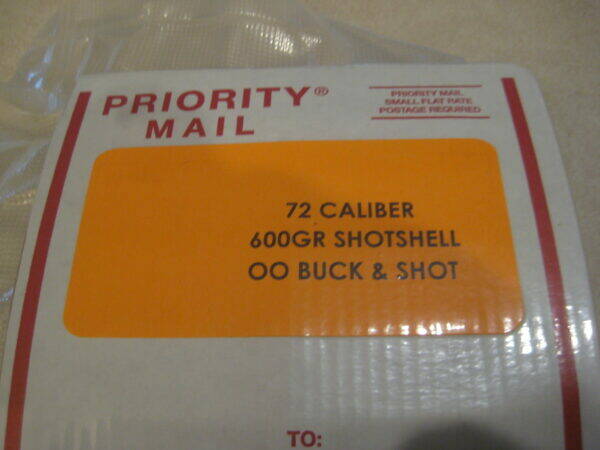 PRIORITY®
MAIL
PRIORITY MAIL
SMALL FLAT RATE
POSTAGE REQUIRED
72 CALIBER
600GR SHOTSHELL
OO BUCK & SHOT
TO: